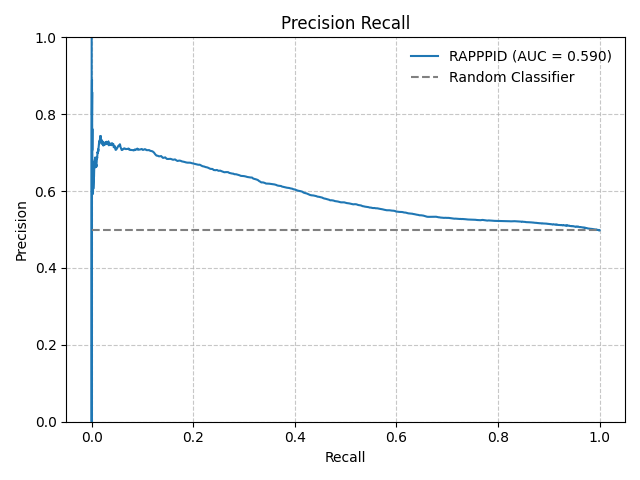 Precision Recall
RAPPPID (AUC = 0.590)
Random Classifier
Precision
1.0
0.8
0.6
0.4
0.2
0.0
0.0 0.2 0.4 0.6 0.8 1.0
Recall